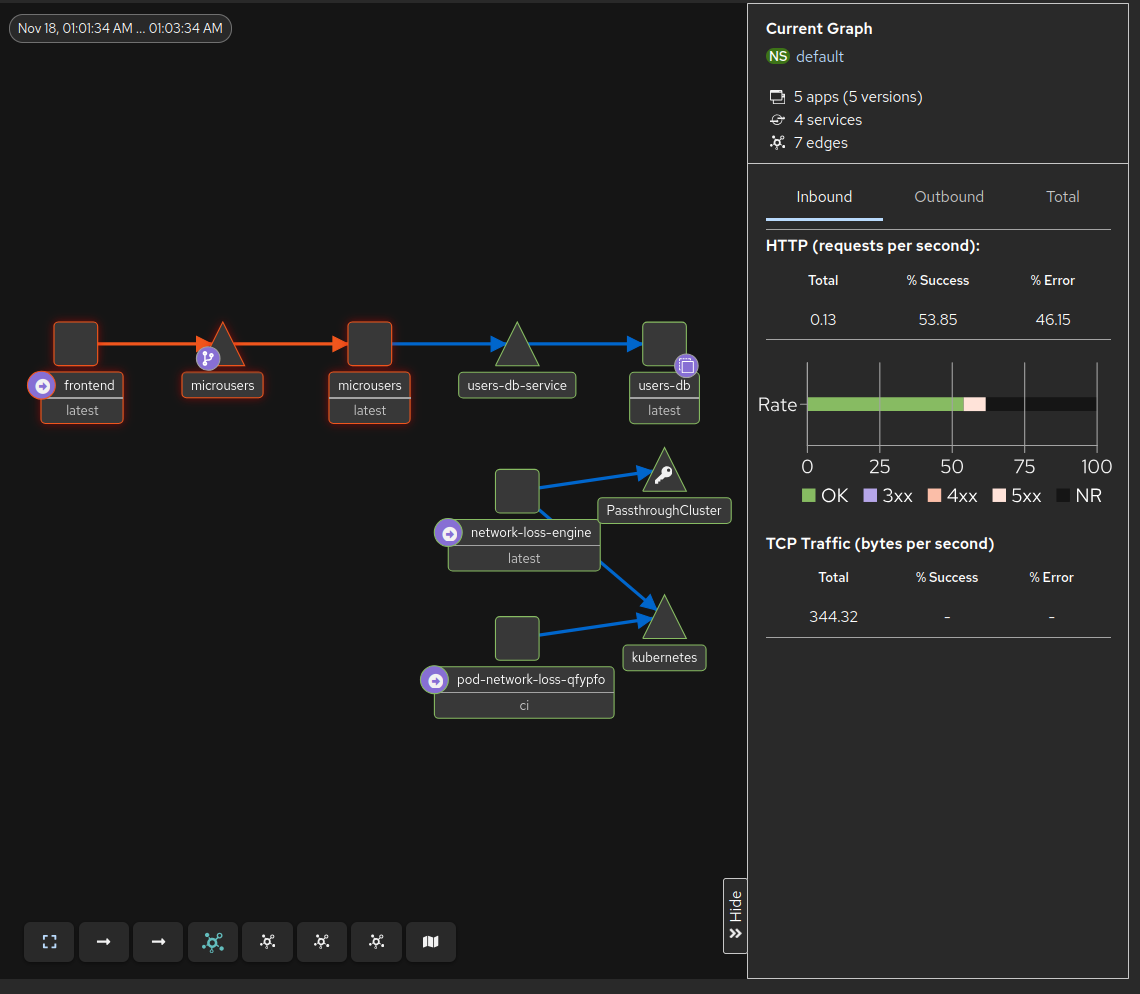 Nov 18, 01:01:34 AM ... 01:03:34 AM
frontend
latest
microusers
microusers
latest
users-db-service
users-db
latest
PassthroughCluster
network-loss-engine
latest
kubernetes
pod-network-loss-qfypfo
ci
Hide
Current Graph
NS default
5 apps (5 versions)
4 services
7 edges
Inbound Outbound Total
HTTP (requests per second):
Total % Success % Error
0.13 53.85 46.15
Rate
0 25 50 75 100
OK 3xx 4xx 5xx NR
TCP Traffic (bytes per second)
Total % Success % Error
344.32 - -